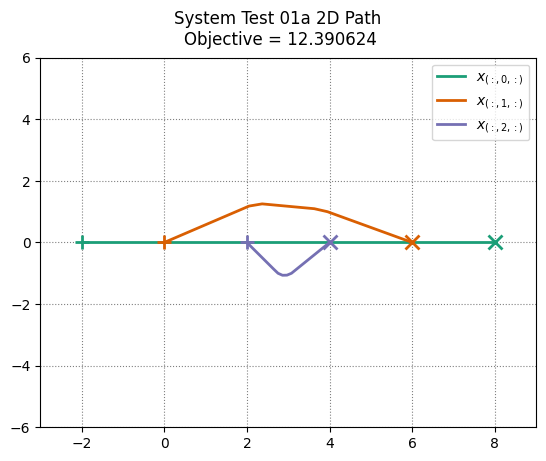 System Test 01a 2D Path
Objective = 12.390624
x(:,0,:)
x(:,1,:)
x(:,2,:)
6
4
2
0
−2
−4
−6
−2 0 2 4 6 8